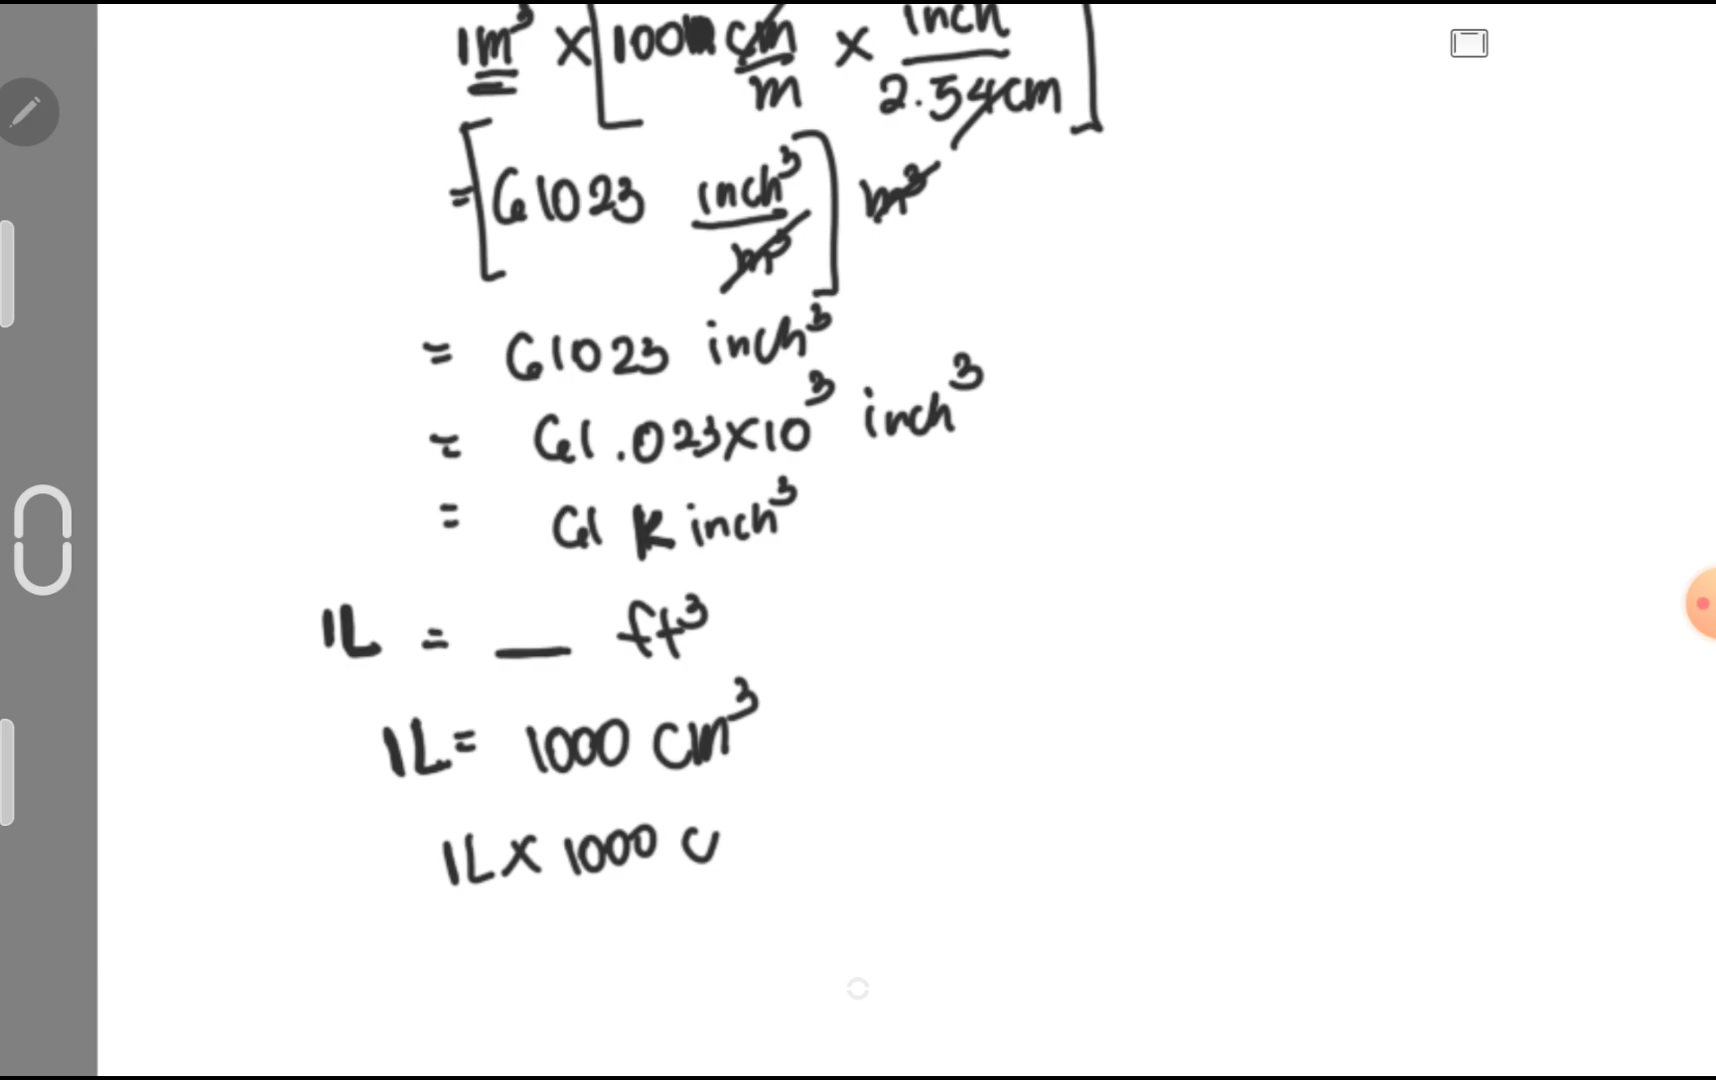 1m³ × [100 cm/m × inch/2.54cm]
= [61023 inch³/m³] m³
= 61023 inch³
= 61.023×10³ inch³
= 61 k inch³
1L = __ ft³
1L = 1000 cm³
1L × 1000 c